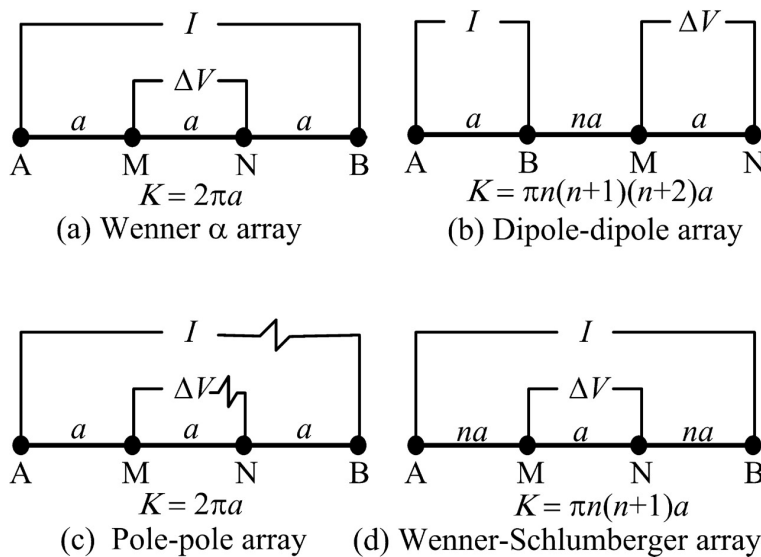 I
ΔV
a a a
A M N B
K = 2πa
(a) Wenner α array
I ΔV
a na a
A B M N
K = πn(n+1)(n+2)a
(b) Dipole-dipole array
I
ΔV
a a a
A M N B
K = 2πa
(c) Pole-pole array
I
ΔV
na a na
A M N B
K = πn(n+1)a
(d) Wenner-Schlumberger array